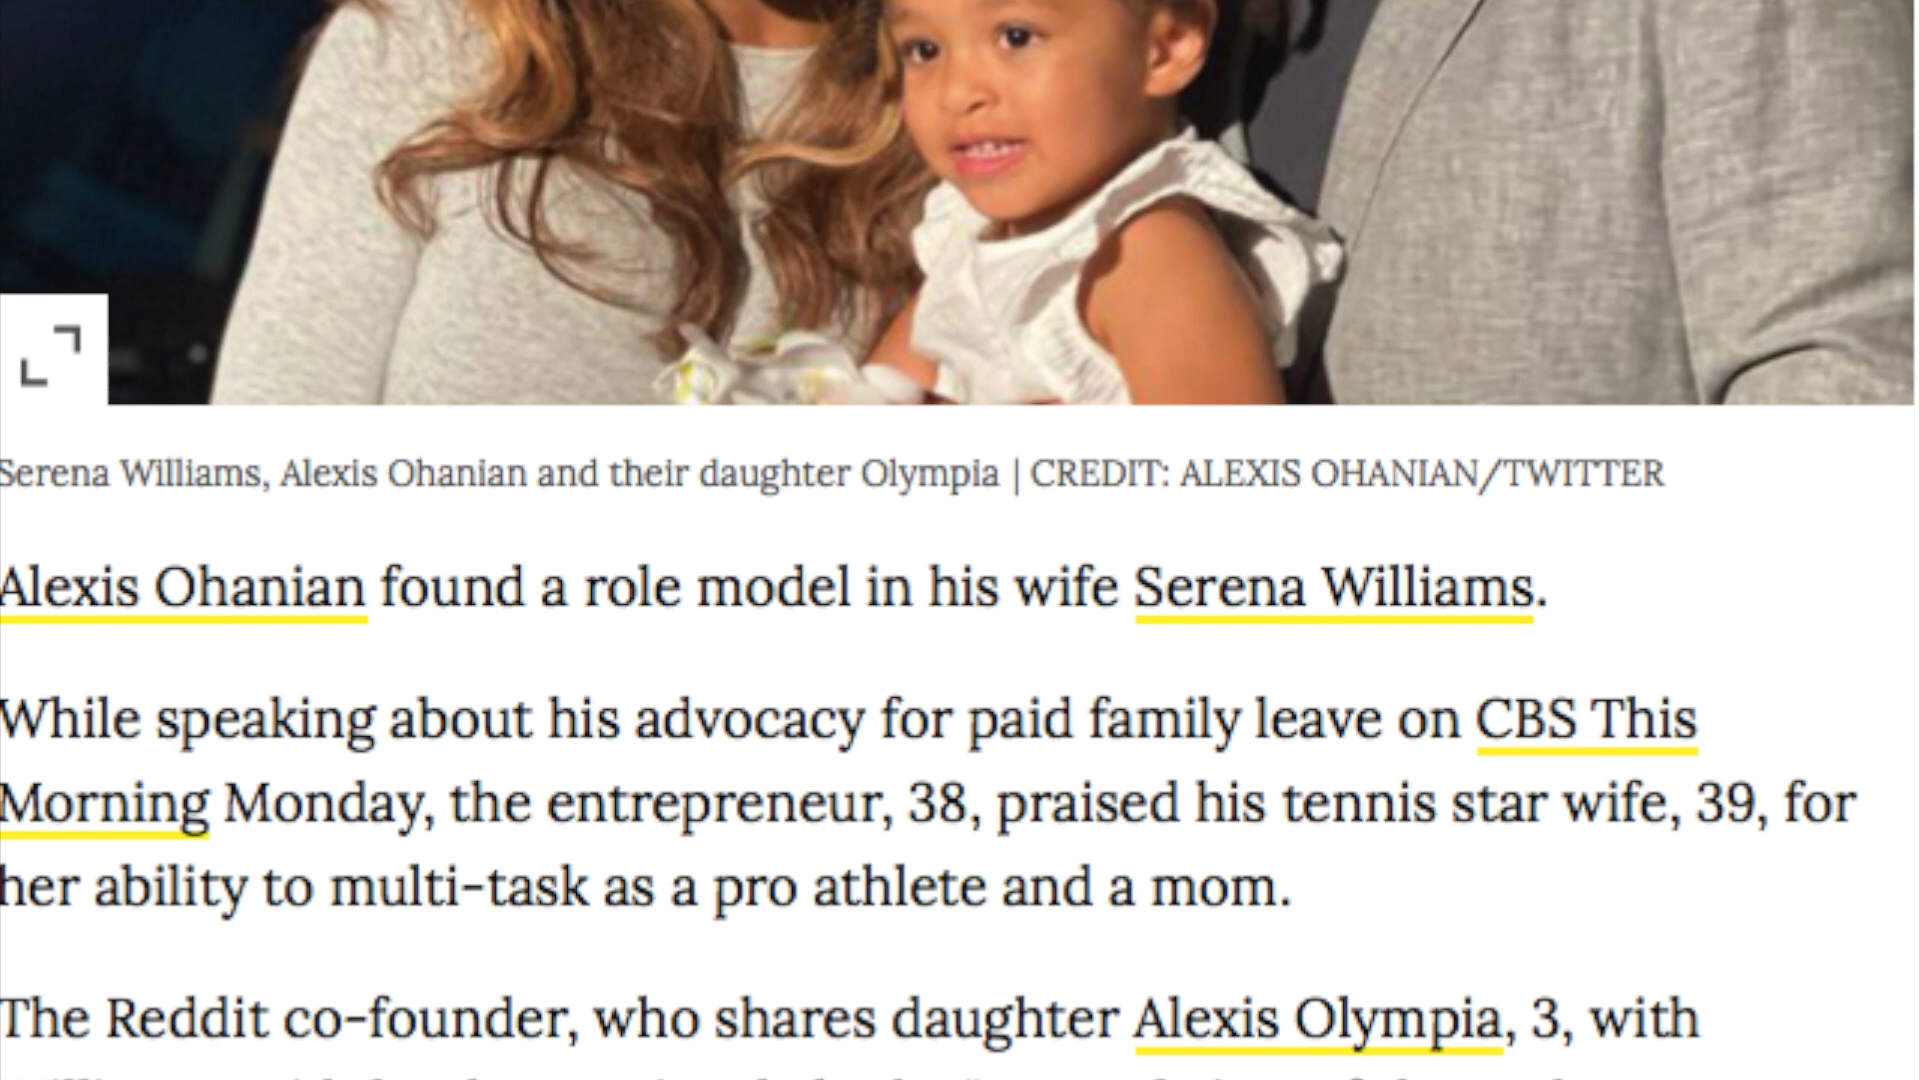 Serena Williams, Alexis Ohanian and their daughter Olympia | CREDIT: ALEXIS OHANIAN/TWITTER
Alexis Ohanian found a role model in his wife Serena Williams.
While speaking about his advocacy for paid family leave on CBS This
Morning Monday, the entrepreneur, 38, praised his tennis star wife, 39, for
her ability to multi-task as a pro athlete and a mom.
The Reddit co-founder, who shares daughter Alexis Olympia, 3, with